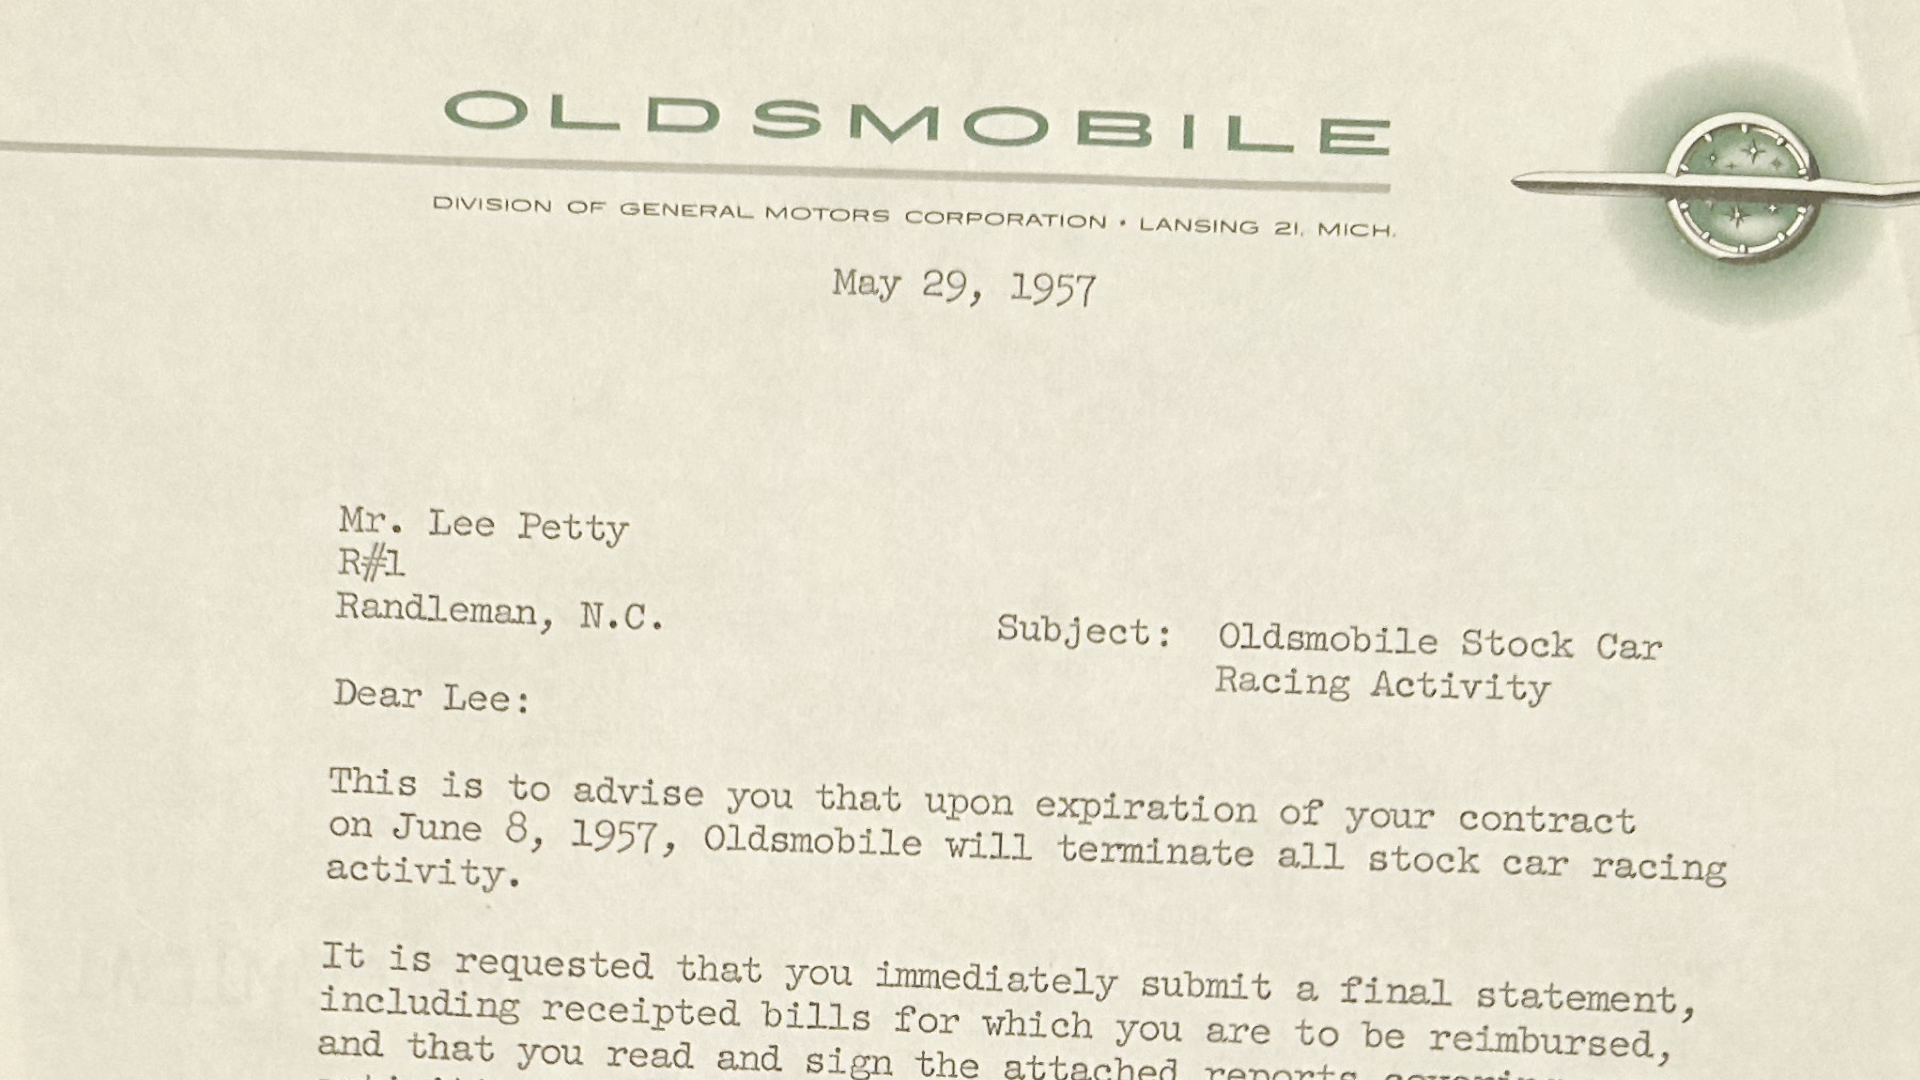 OLDSMOBILE
DIVISION OF GENERAL MOTORS CORPORATION • LANSING 21, MICH.
May 29, 1957
Mr. Lee Petty
R#1
Randleman, N.C.
Subject: Oldsmobile Stock Car
Racing Activity
Dear Lee:
This is to advise you that upon expiration of your contract
on June 8, 1957, Oldsmobile will terminate all stock car racing
activity.
It is requested that you immediately submit a final statement,
including receipted bills for which you are to be reimbursed,
and that you read and sign the attached reports